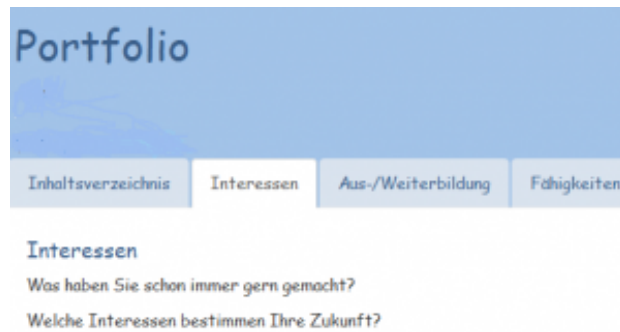 Portfolio
Inhaltsverzeichnis Interessen Aus-/Weiterbildung Fähigkeiten
Interessen
Was haben Sie schon immer gern gemacht?
Welche Interessen bestimmen Ihre Zukunft?